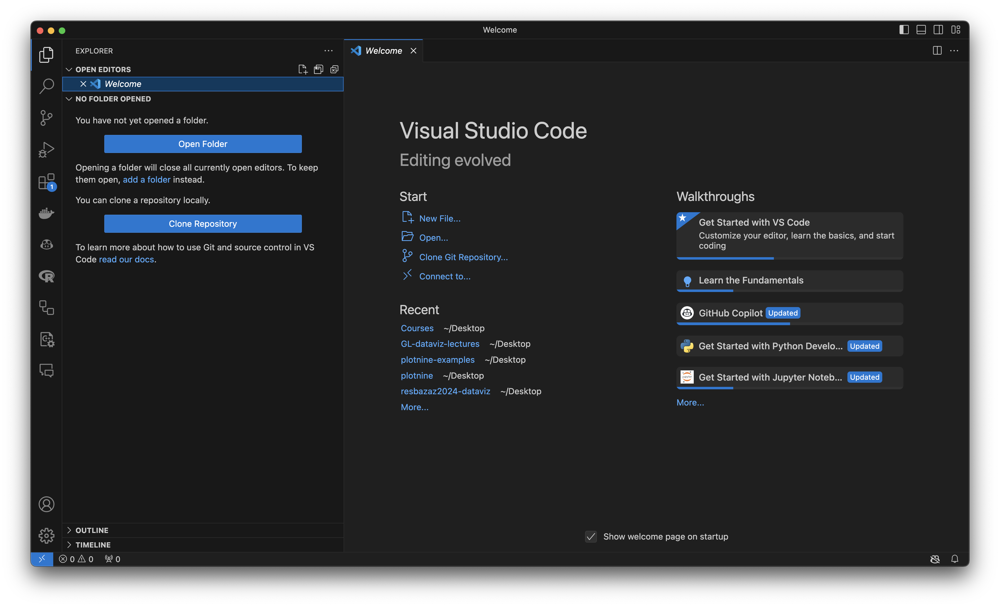 Welcome
EXPLORER
OPEN EDITORS
Welcome
NO FOLDER OPENED
You have not yet opened a folder.
Open Folder
Opening a folder will close all currently open editors. To keep
them open, add a folder instead.
You can clone a repository locally.
Clone Repository
To learn more about how to use Git and source control in VS
Code read our docs.
OUTLINE
TIMELINE
1
R
C++
Welcome
Visual Studio Code
Editing evolved
Start
New File...
Open...
Clone Git Repository...
Connect to...
Recent
Courses ~/Desktop
GL-dataviz-lectures ~/Desktop
plotnine-examples ~/Desktop
plotnine ~/Desktop
resbazaz2024-dataviz ~/Desktop
More...
Walkthroughs
Get Started with VS Code
Customize your editor, learn the basics, and start
coding
Learn the Fundamentals
GitHub Copilot Updated
Get Started with Python Develo... Updated
jupyter
Get Started with Jupyter Noteb... Updated
More...
Show welcome page on startup
0 0 0